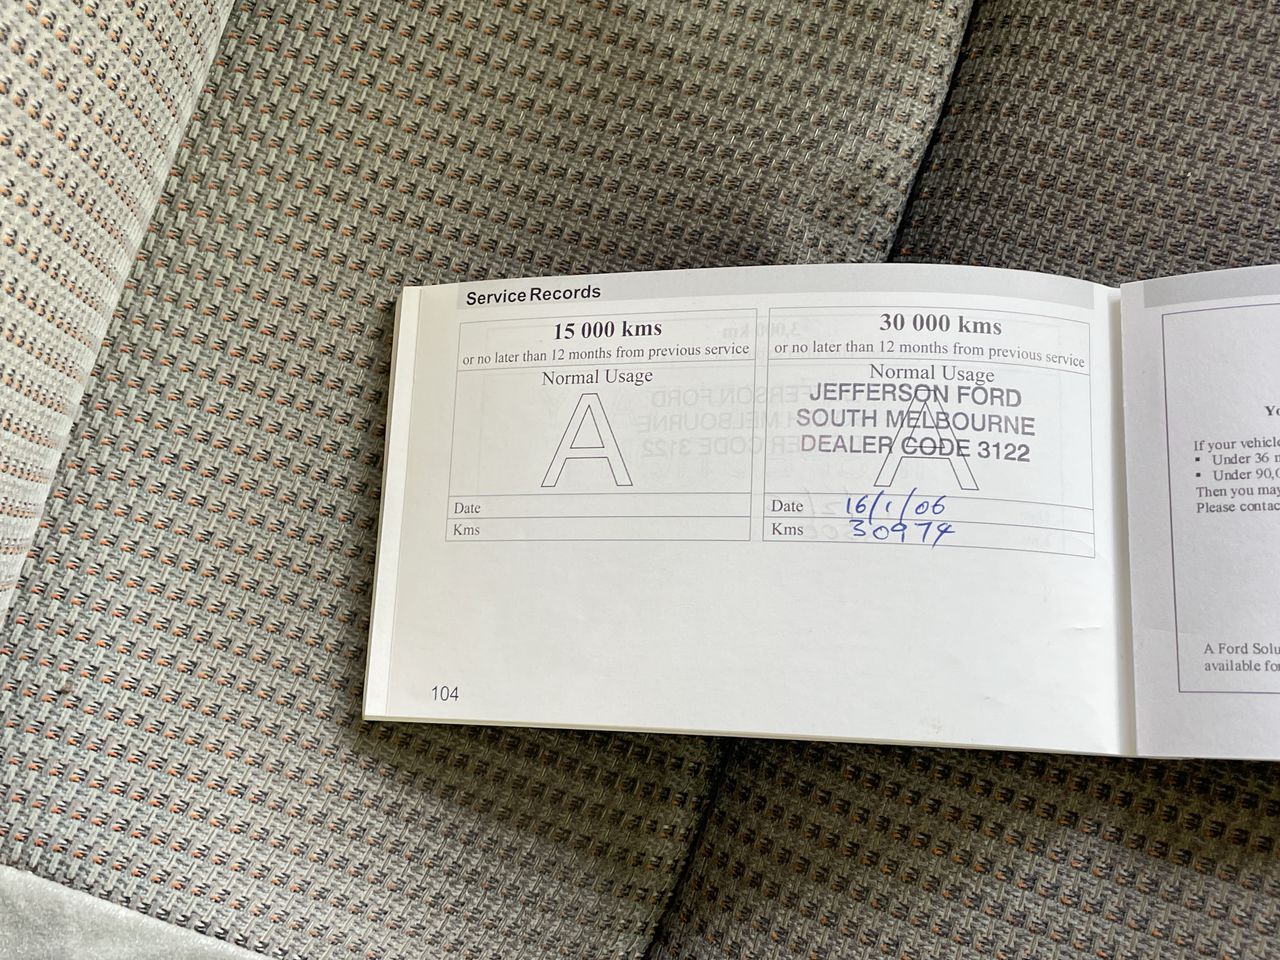 Service Records
15 000 kms
or no later than 12 months from previous service
Normal Usage
A
Date
Kms
30 000 kms
or no later than 12 months from previous service
Normal Usage
A
JEFFERSON FORD
SOUTH MELBOURNE
DEALER CODE 3122
Date 16/1/06
Kms 30974
104
If your vehicle
▪ Under 36
▪ Under 90,
Then you may
Please
A Ford
available